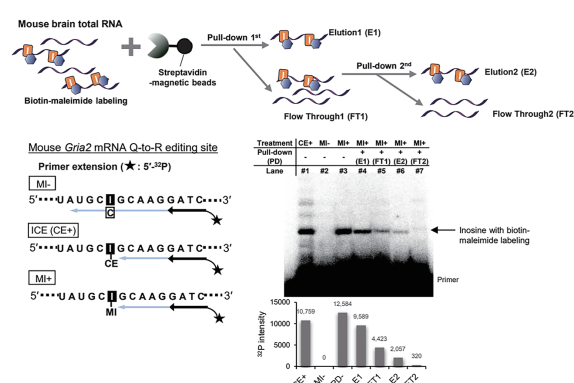 Mouse brain total RNA
Biotin-maleimide labeling
Streptavidin
-magnetic beads
Pull-down 1st
Elution1 (E1)
Flow Through1 (FT1)
Pull-down 2nd
Elution2 (E2)
Flow Through2 (FT2
Mouse Gria2 mRNA Q-to-R editing site
Primer extension (★: 5'-32P)
MI-
5'····UAUGC I GCAAGGATC···3'
C
ICE (CE+)
5'····UAUGC I GCAAGGATC···3'
CE
MI+
5'····UAUGC I GCAAGGATC···3'
MI
Treatment CE+ MI- MI+ MI+ MI+ MI+ MI+
Pull-down (PD) - - - + (E1) + (FT1) + (E2) + (FT2)
Lane #1 #2 #3 #4 #5 #6 #7
Inosine with biotin-
maleimide labeling
Primer
32P intensity
15000
10000
5000
0
10,759
0
12,584
9,589
4,423
2,057
320
CE+ MI- PD- E1 FT1 E2 FT2